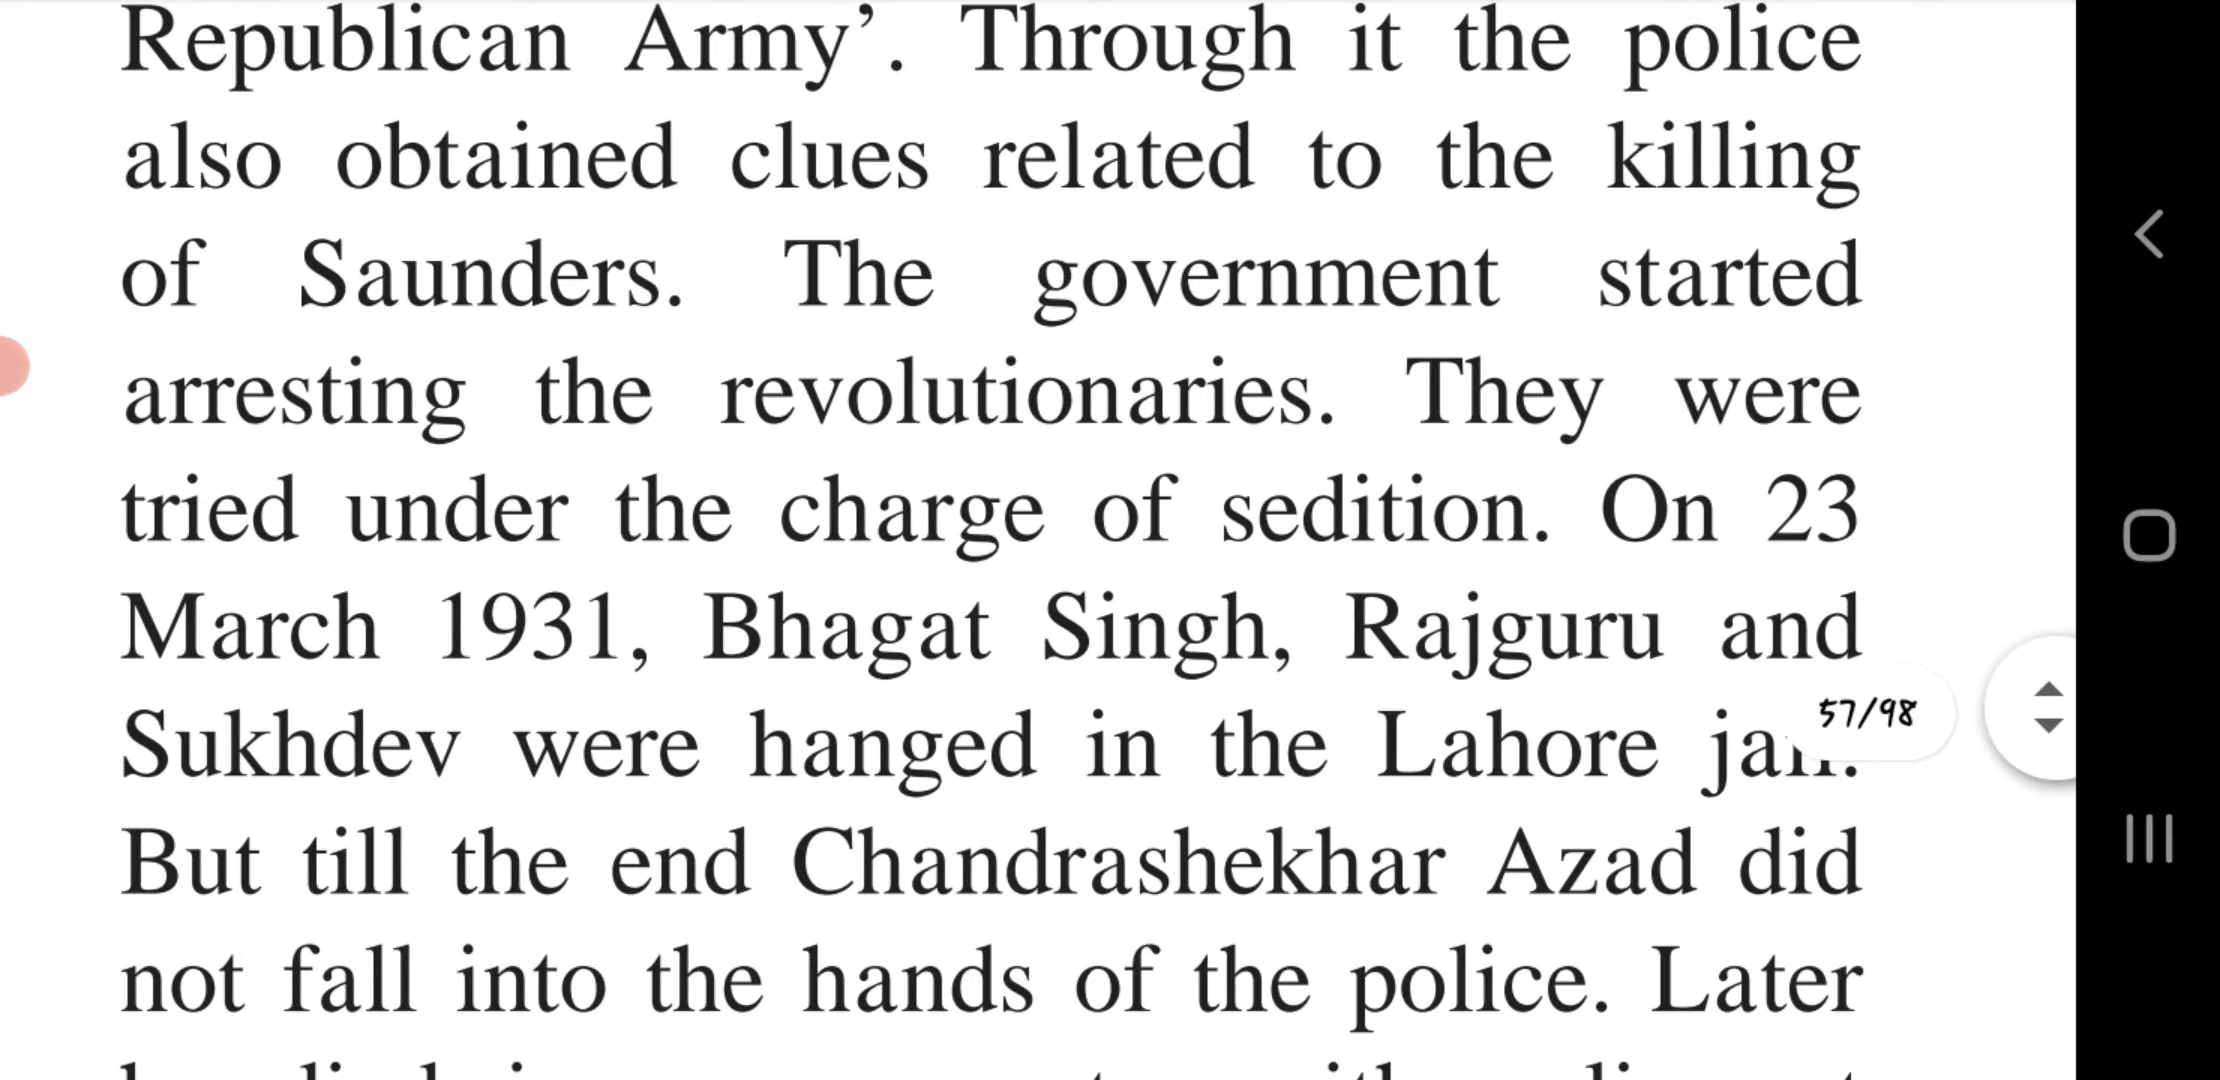 Republican Army’. Through it the police
also obtained clues related to the killing
of Saunders. The government started
arresting the revolutionaries. They were
tried under the charge of sedition. On 23
March 1931, Bhagat Singh, Rajguru and
Sukhdev were hanged in the Lahore jail.
57/98
But till the end Chandrashekhar Azad did
not fall into the hands of the police. Later